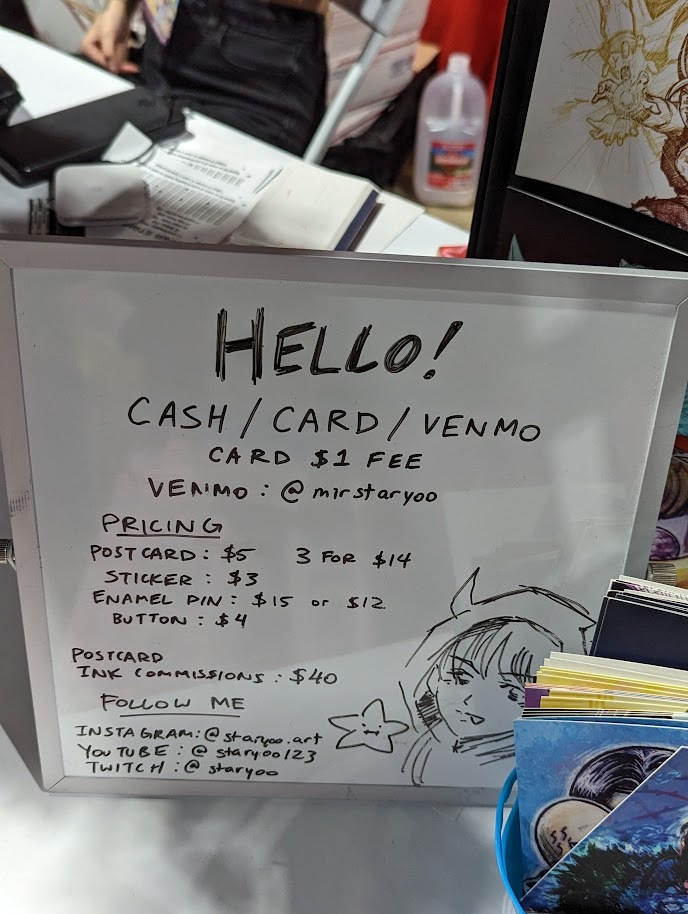 HELLO!
CASH / CARD / VENMO
CARD $1 FEE
VENMO : @mirstaryoo
PRICING
POSTCARD : $5 3 FOR $14
STICKER : $3
ENAMEL PIN : $15 or $12
BUTTON : $4
POSTCARD
INK COMMISSIONS : $40
FOLLOW ME
INSTAGRAM: @staryoo.art
YOUTUBE : @ staryoo123
TWITCH : @ staryoo